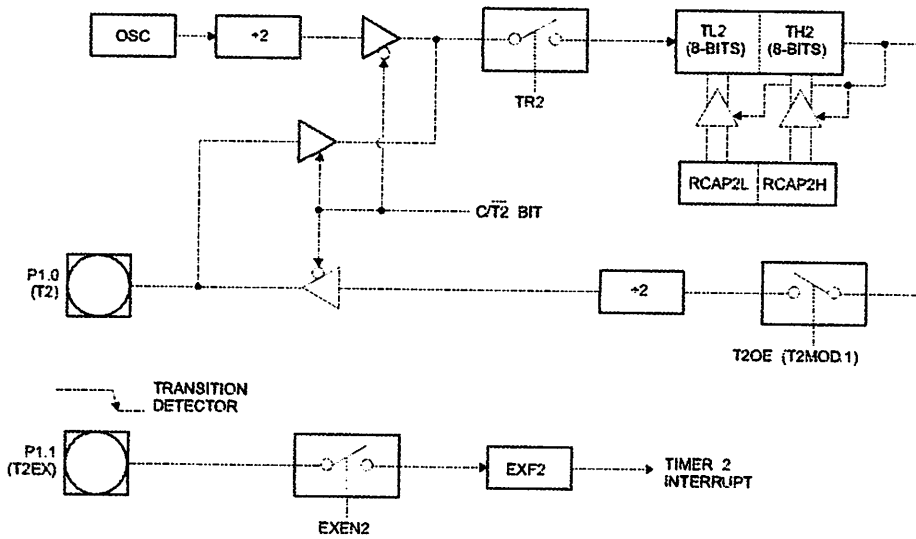 OSC
÷2
TL2
(8-BITS)
TH2
(8-BITS)
TR2
RCAP2L
RCAP2H
C/T2 BIT
P1.0
(T2)
÷2
T2OE (T2MOD.1)
TRANSITION
DETECTOR
P1.1
(T2EX)
EXF2
TIMER 2
INTERRUPT
EXEN2